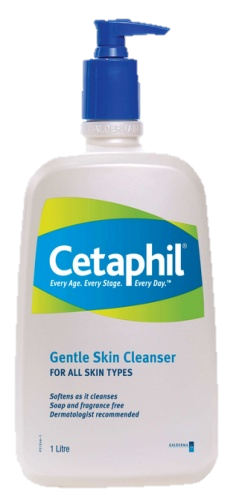 Cetaphil®
Every Age. Every Stage. Every Day.™
Gentle Skin Cleanser
FOR ALL SKIN TYPES
Softens as it cleanses
Soap and fragrance free
Dermatologist recommended
1 Litre
GALDERMA